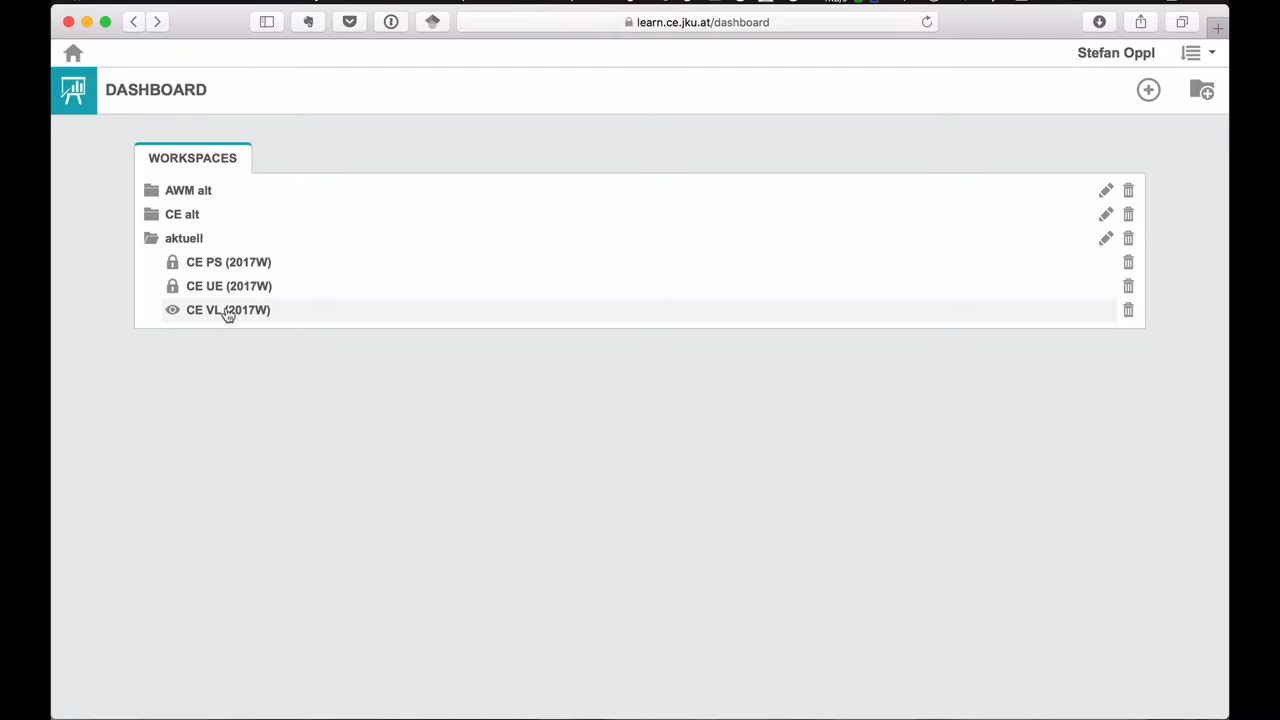 learn.ce.jku.at/dashboard
Stefan Oppl
DASHBOARD
WORKSPACES
AWM alt
CE alt
aktuell
CE PS (2017W)
CE UE (2017W)
CE VL (2017W)